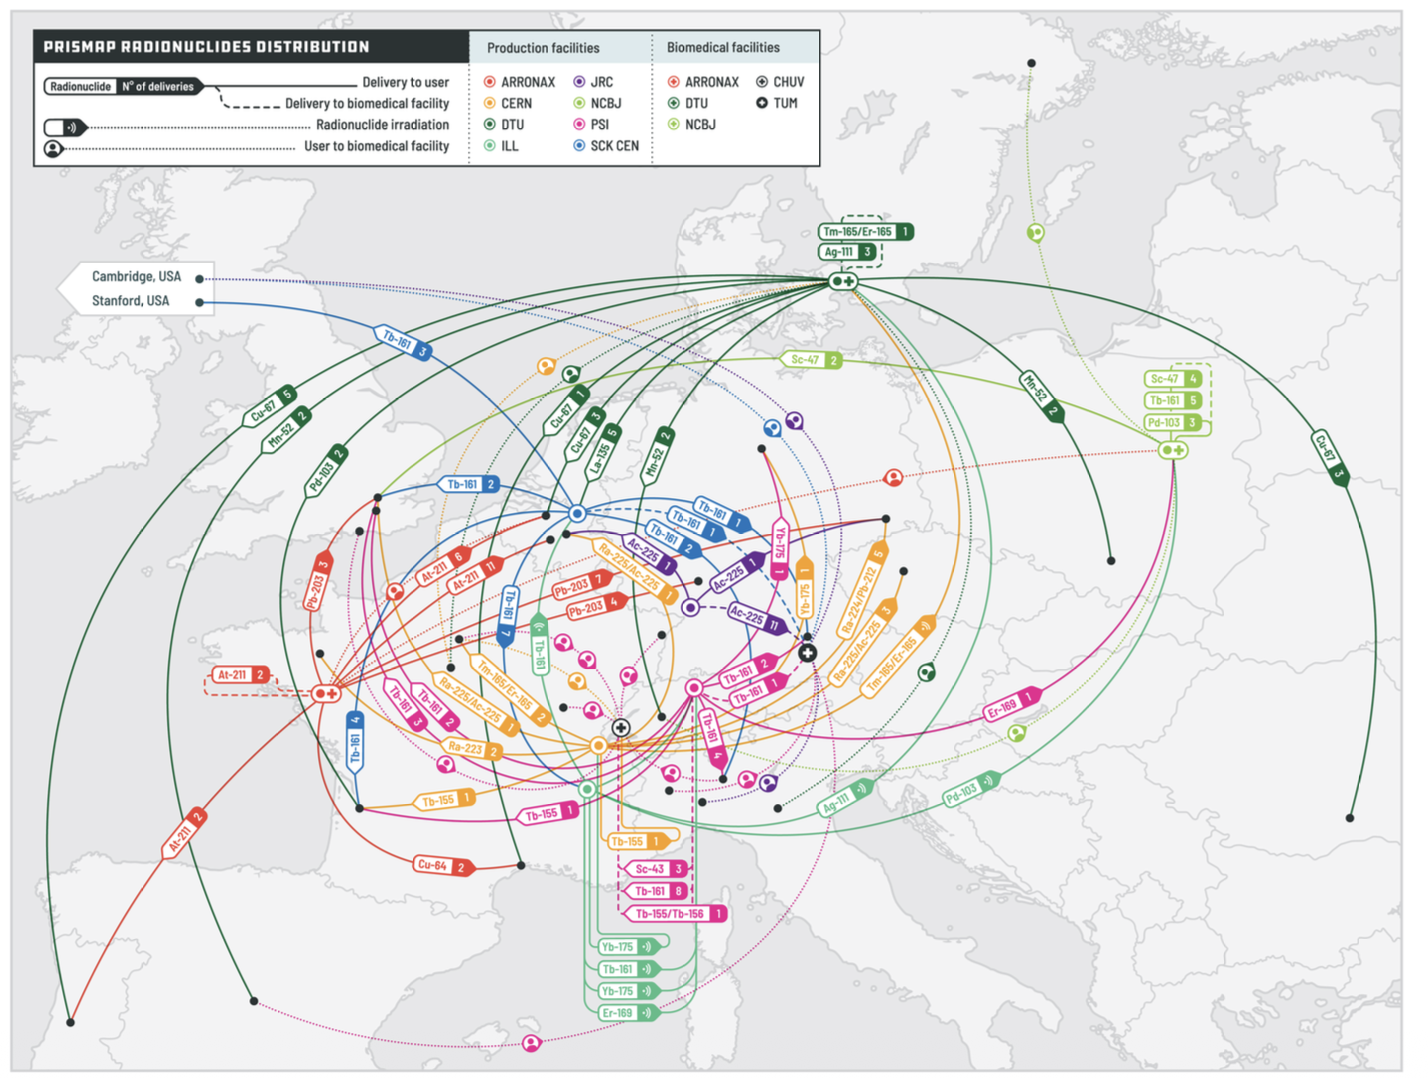 PRISMAP RADIONUCLIDES DISTRIBUTION
Production facilities
Biomedical facilities
Radionuclide N° of deliveries
Delivery to user
Delivery to biomedical facility
Radionuclide irradiation
User to biomedical facility
ARRONAX
CERN
DTU
ILL
JRC
NCBJ
PSI
SCK CEN
ARRONAX
DTU
NCBJ
CHUV
TUM
Tm-165/Er-165 1
Ag-111 3
Cambridge, USA
Stanford, USA
Tb-161 3
Sc-47 2
Sc-47 4
Tb-161 5
Pd-103 3
Cu-67 5
Mn-52 2
Pd-103 2
Cu-67 1
Cu-67 3
La-135 5
Mn-52 2
Mn-52 2
Cu-67 3
Tb-161 2
Tb-161 1
Tb-161 1
Tb-161 2
Yb-175 1
Ac-225 1
Ac-225 1
Ac-225 11
Ra-225/Ac-225 1
Yb-175 1
Ra-224/Pb-212 5
Ra-225/Ac-225 3
Tm-165/Er-165
At-211 6
At-211 11
Pb-203 3
Pb-203 7
Pb-203 4
Tb-161 7
Tb-161
At-211 2
Tb-161 2
Tb-161 1
Tb-161 4
Er-169 1
Tb-161 3
Tb-161 2
Tm-165/Er-165 2
Ra-225/Ac-225 1
Ra-223 2
Tb-161 4
Tb-155 1
Tb-155 1
Ag-111
Pd-103
At-211 2
Cu-64 2
Tb-155 1
Sc-43 3
Tb-161 8
Tb-155/Tb-156 1
Yb-175
Tb-161
Yb-175
Er-169